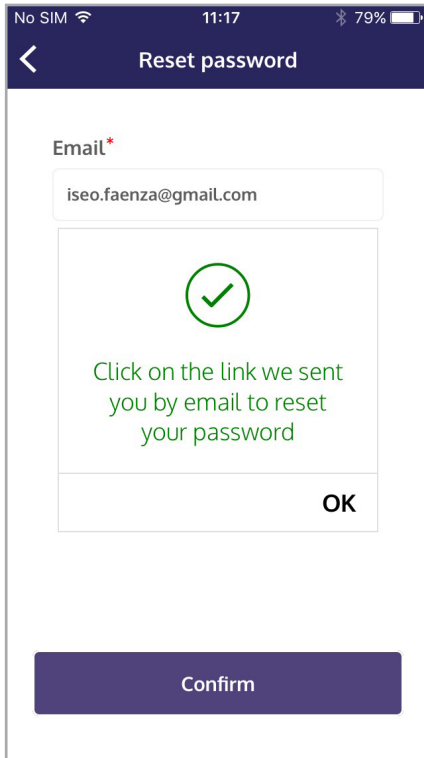 No SIM 11:17 79%
Reset password
Email*
iseo.faenza@gmail.com
Click on the link we sent
you by email to reset
your password
OK
Confirm